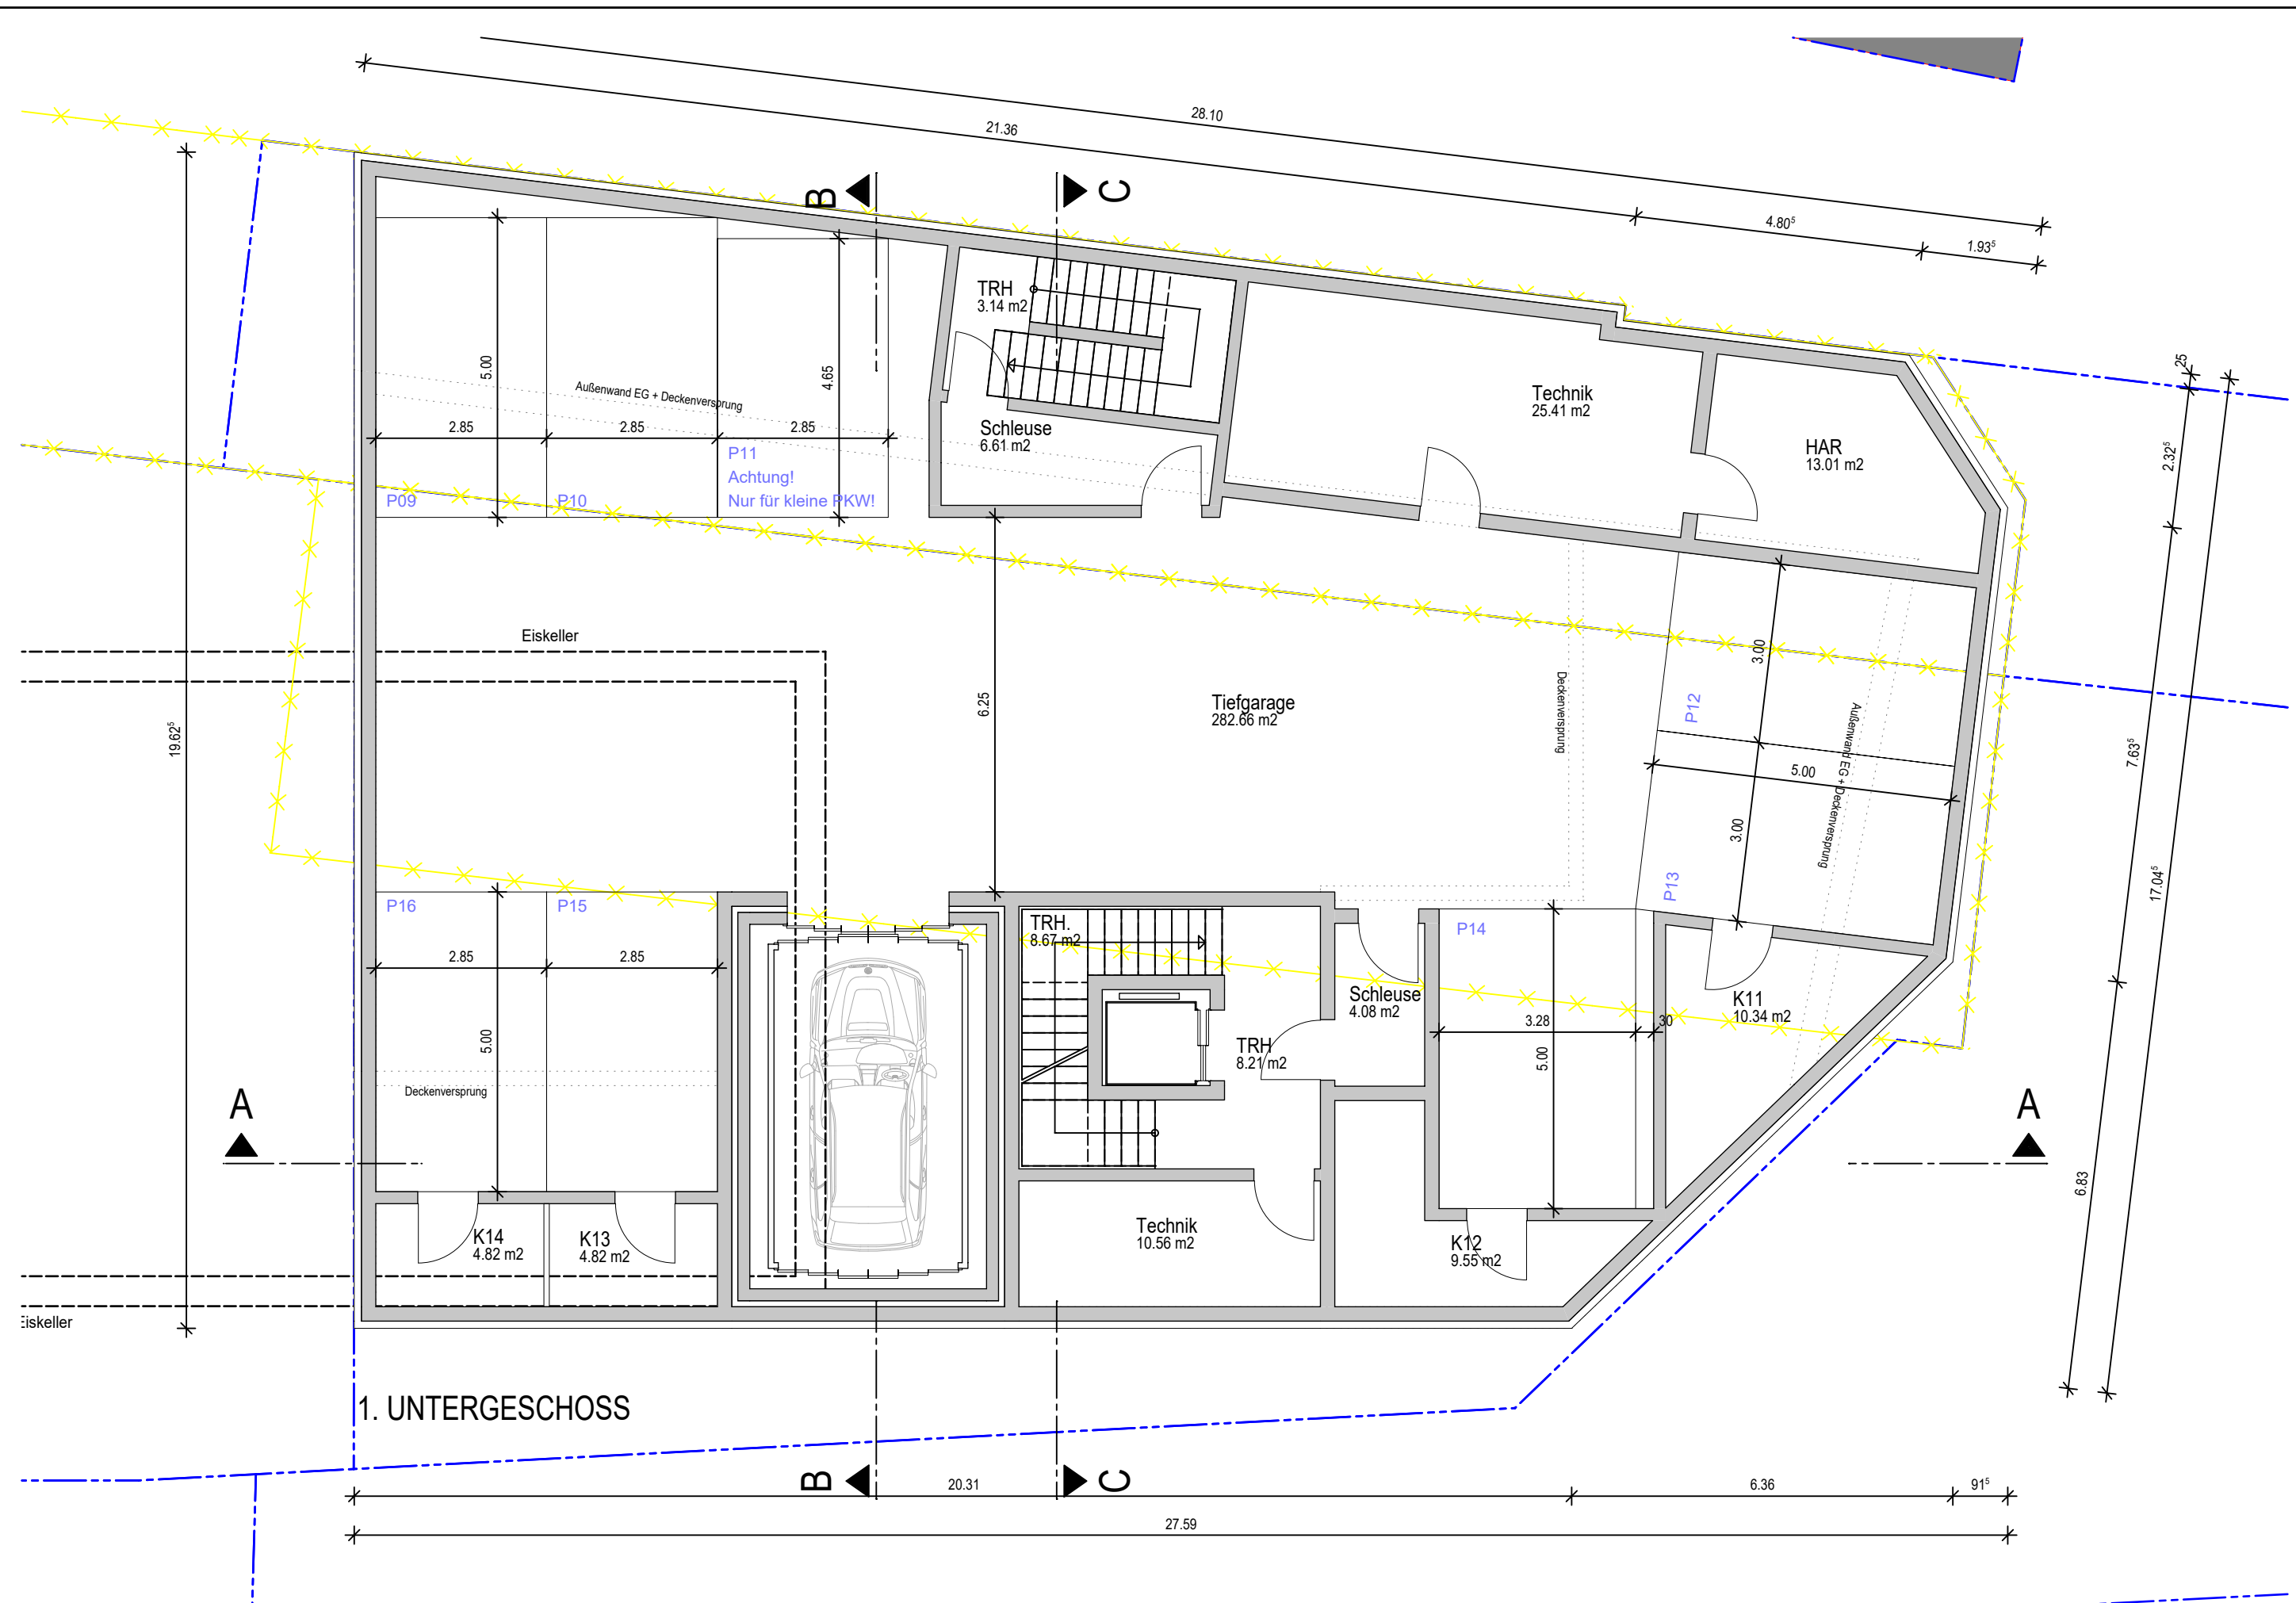 28.10
21.36
4.80⁵
1.93⁵
B
C
25
TRH
3.14 m2
5.00
4.65
Außenwand EG + Deckenversprung
2.85
2.85
2.85
Schleuse
6.61 m2
Technik
25.41 m2
HAR
13.01 m2
2.32⁵
P11
Achtung!
Nur für kleine PKW!
P09
P10
Eiskeller
19.62⁵
6.25
Tiefgarage
282.66 m2
Deckenversprung
3.00
P12
5.00
Außenwand EG + Deckenversprung
3.00
P13
7.63⁵
17.04⁵
P16
P15
TRH.
8.67 m2
P14
2.85
2.85
5.00
Schleuse
4.08 m2
3.28
30
K11
10.34 m2
TRH
8.21 m2
5.00
Deckenversprung
A
A
6.83
K14
4.82 m2
K13
4.82 m2
Technik
10.56 m2
K12
9.55 m2
Eiskeller
1. UNTERGESCHOSS
B
C
20.31
6.36
91⁵
27.59